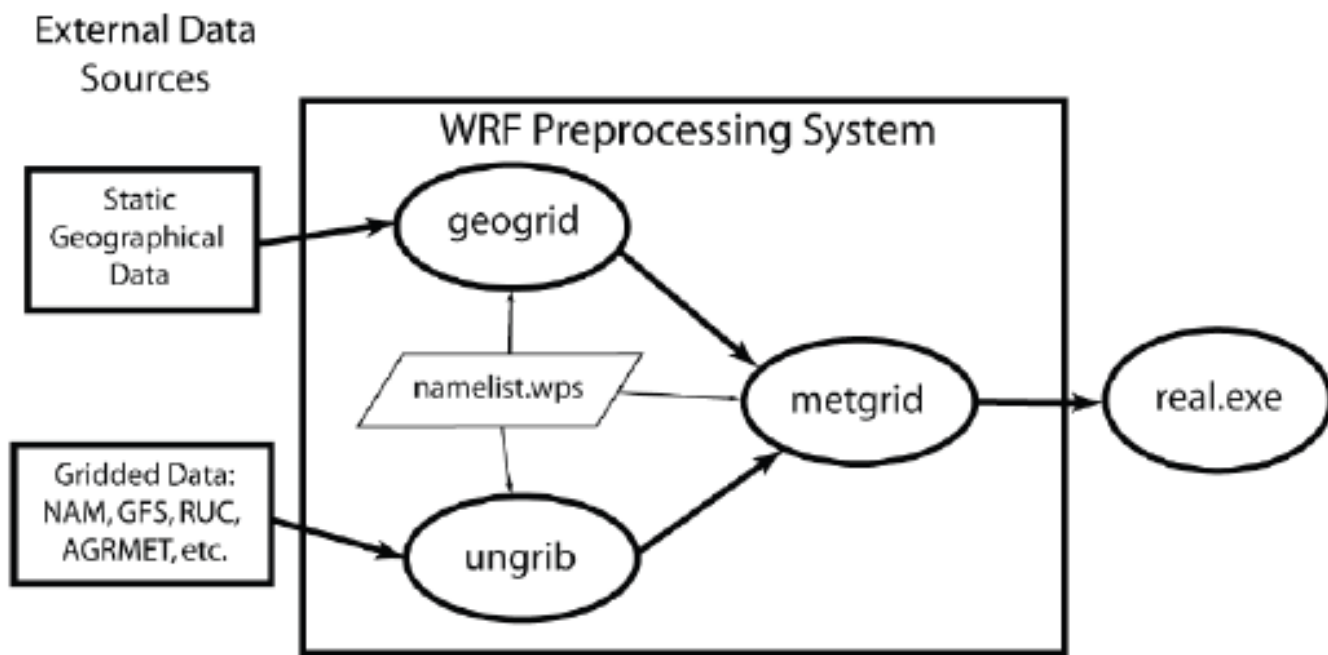 External Data
Sources
WRF Preprocessing System
Static
Geographical
Data
geogrid
namelist.wps
metgrid
real.exe
Gridded Data:
NAM, GFS, RUC,
AGRMET, etc.
ungrib